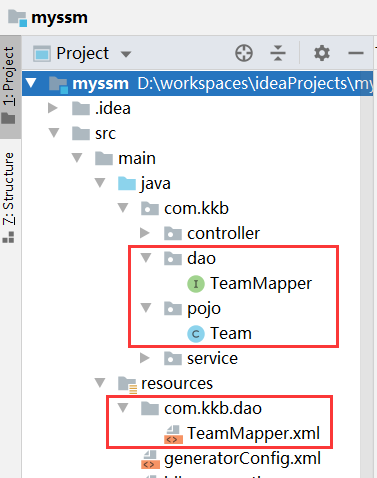 myssm
Project
1: Project
myssm D:\workspaces\ideaProjects\my
.idea
src
main
7: Structure
java
com.kkb
controller
dao
I TeamMapper
pojo
C Team
service
resources
com.kkb.dao
TeamMapper.xml
generatorConfig.xml